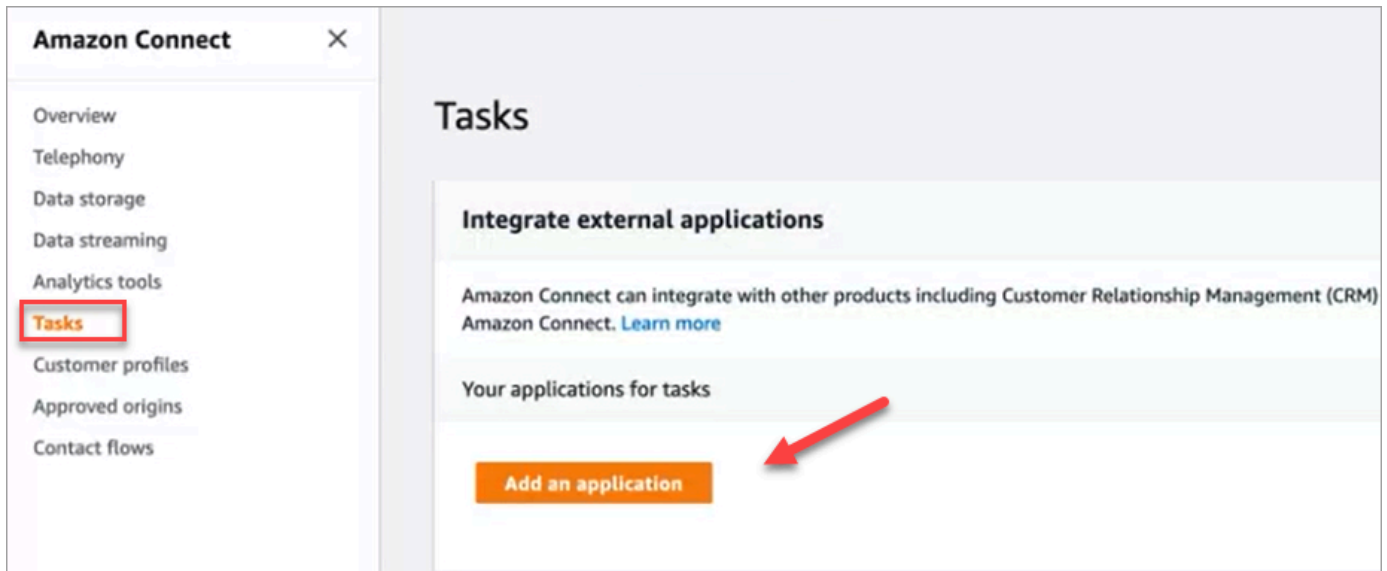 Amazon Connect
Overview
Telephony
Data storage
Data streaming
Analytics tools
Tasks
Customer profiles
Approved origins
Contact flows
Tasks
Integrate external applications
Amazon Connect can integrate with other products including Customer Relationship Management (CRM)
Amazon Connect. Learn more
Your applications for tasks
Add an application